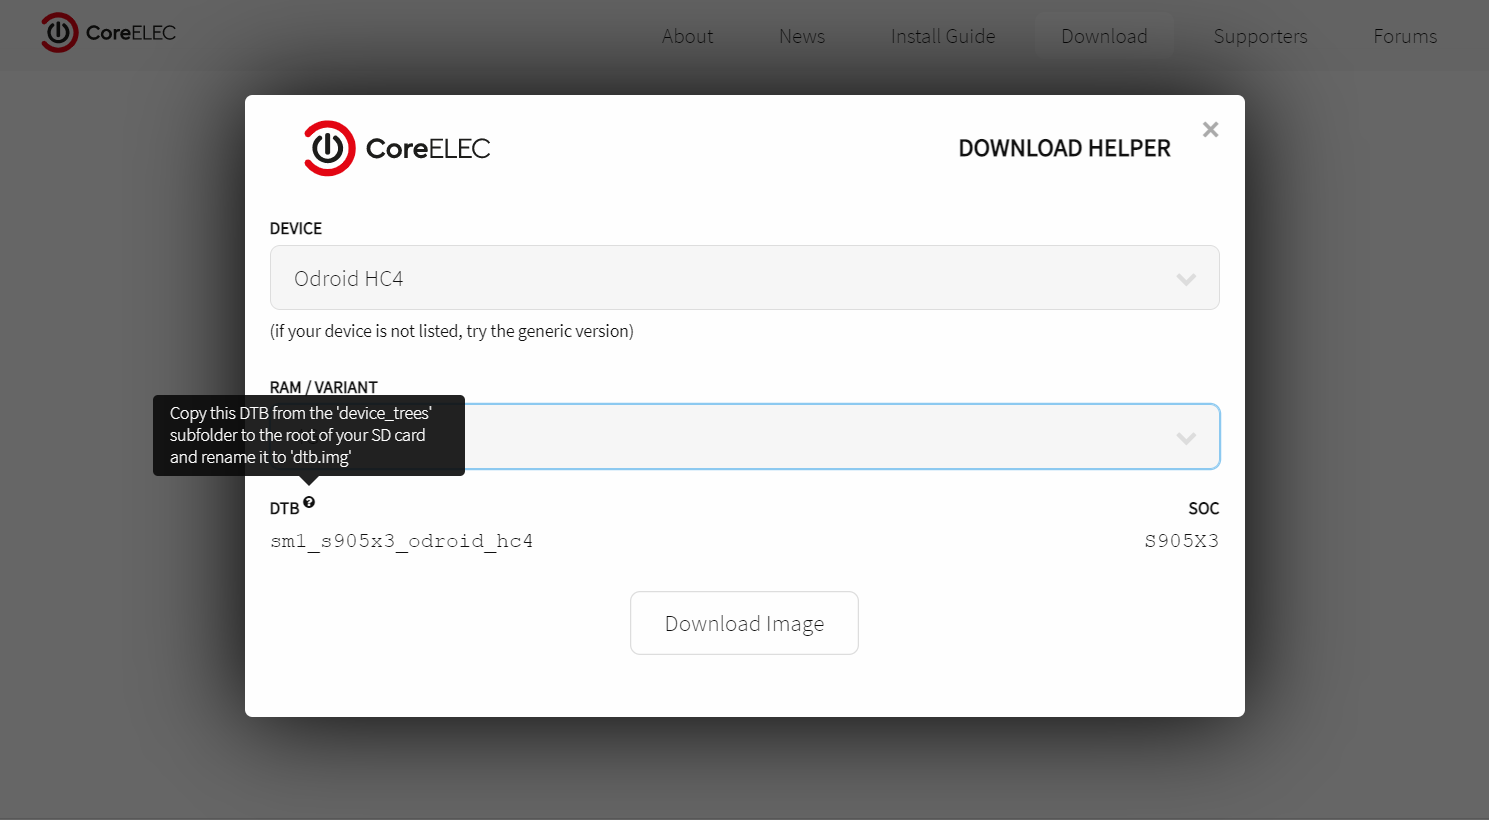 CoreELEC
About
News
Install Guide
Download
Supporters
Forums
CoreELEC
DOWNLOAD HELPER
×
DEVICE
Odroid HC4
(if your device is not listed, try the generic version)
RAM / VARIANT
Copy this DTB from the 'device_trees'
subfolder to the root of your SD card
and rename it to 'dtb.img'
DTB ?
SOC
sm1_s905x3_odroid_hc4
S905X3
Download Image